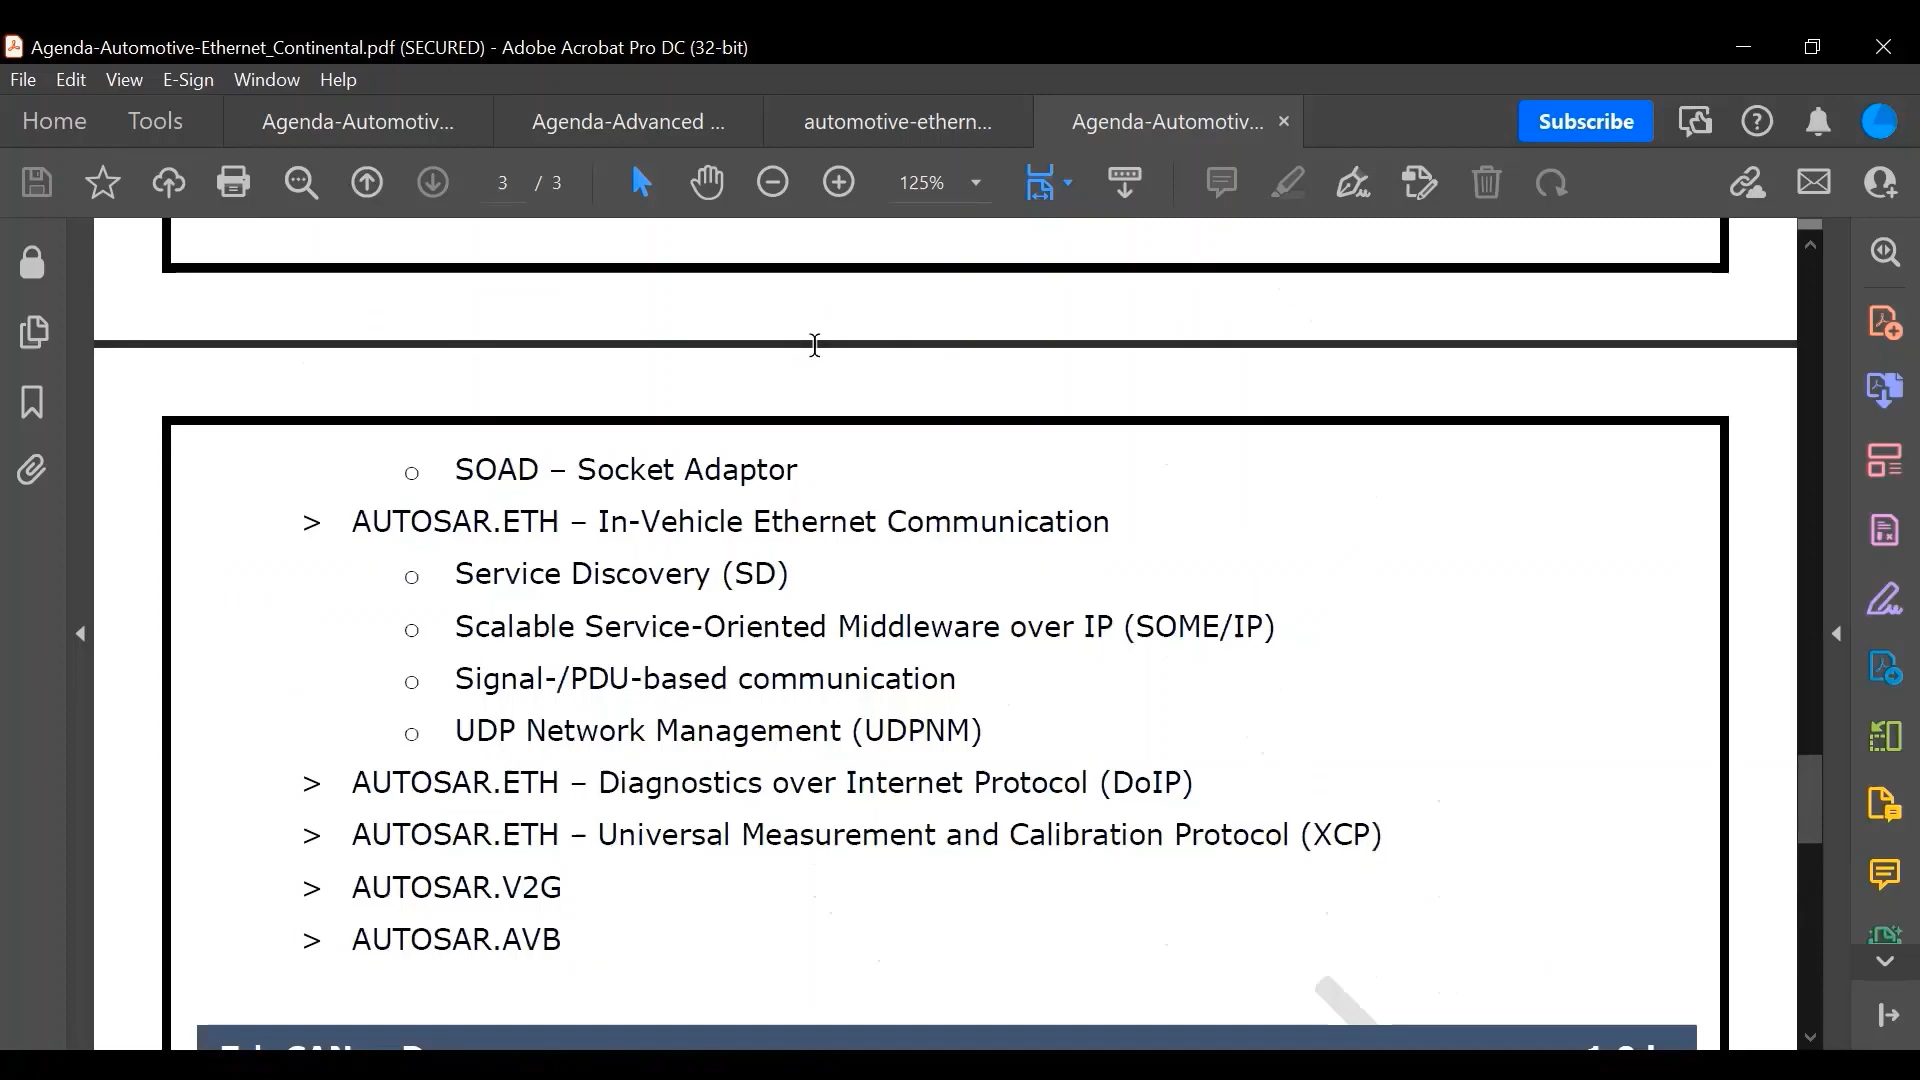 Agenda-Automotive-Ethernet_Continental.pdf (SECURED) - Adobe Acrobat Pro DC (32-bit)
File Edit View E-Sign Window Help
Home Tools Agenda-Automotiv... Agenda-Advanced ... automotive-ethern... Agenda-Automotiv... × Subscribe
3 / 3 125%
o SOAD – Socket Adaptor
> AUTOSAR.ETH – In-Vehicle Ethernet Communication
o Service Discovery (SD)
o Scalable Service-Oriented Middleware over IP (SOME/IP)
o Signal-/PDU-based communication
o UDP Network Management (UDPNM)
> AUTOSAR.ETH – Diagnostics over Internet Protocol (DoIP)
> AUTOSAR.ETH – Universal Measurement and Calibration Protocol (XCP)
> AUTOSAR.V2G
> AUTOSAR.AVB